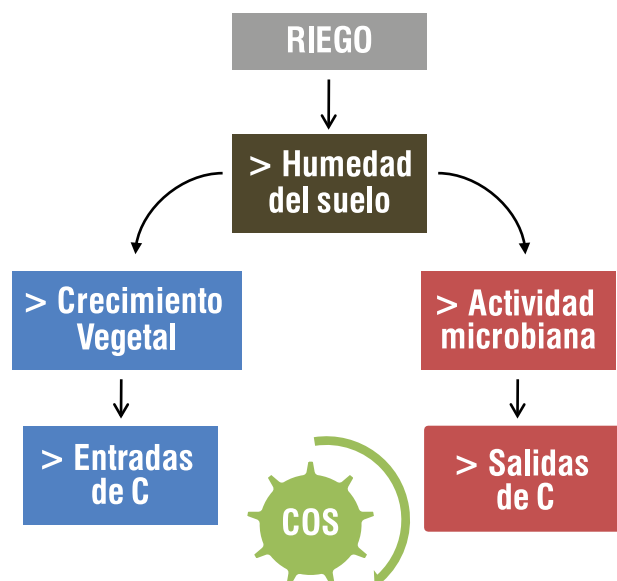 RIEGO
> Humedad
del suelo
> Crecimiento
Vegetal
> Actividad
microbiana
> Entradas
de C
> Salidas
de C
COS